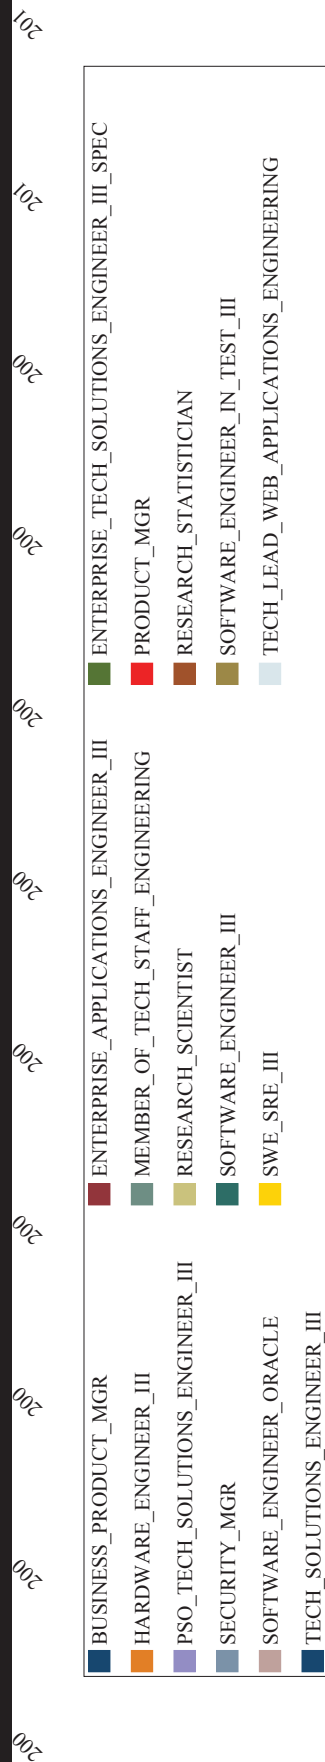 200 200 200 200 200 200 200 200 200 201 201
BUSINESS_PRODUCT_MGR
ENTERPRISE_APPLICATIONS_ENGINEER_III
ENTERPRISE_TECH_SOLUTIONS_ENGINEER_III_SPEC
HARDWARE_ENGINEER_III
MEMBER_OF_TECH_STAFF_ENGINEERING
PRODUCT_MGR
PSO_TECH_SOLUTIONS_ENGINEER_III
RESEARCH_SCIENTIST
RESEARCH_STATISTICIAN
SECURITY_MGR
SOFTWARE_ENGINEER_III
SOFTWARE_ENGINEER_IN_TEST_III
SOFTWARE_ENGINEER_ORACLE
SWE_SRE_III
TECH_LEAD_WEB_APPLICATIONS_ENGINEERING
TECH_SOLUTIONS_ENGINEER_III